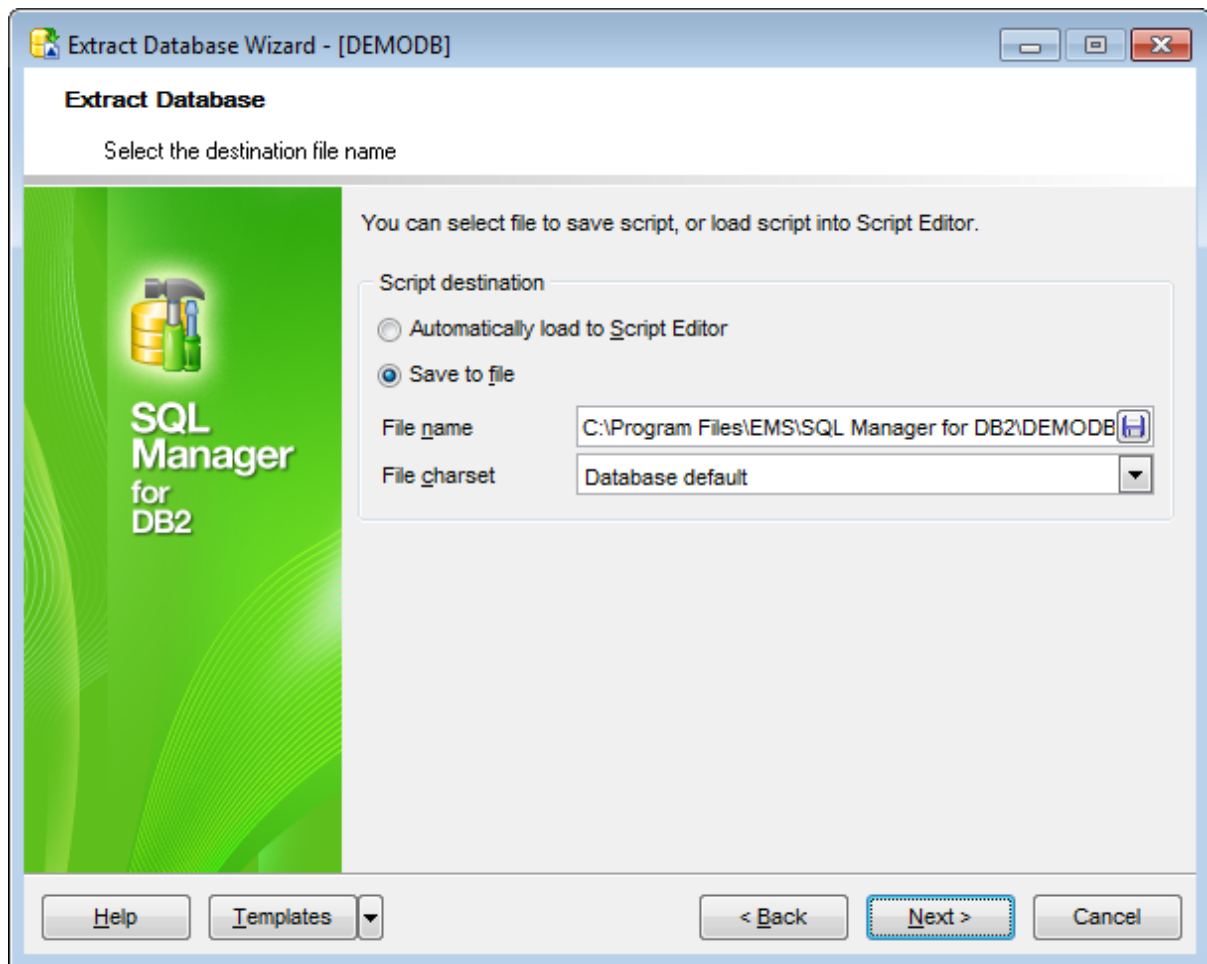 Extract Database Wizard - [DEMODB]
Extract Database
Select the destination file name
You can select file to save script, or load script into Script Editor.
Script destination
Automatically load to Script Editor
Save to file
File name
C:\Program Files\EMS\SQL Manager for DB2\DEMODB
File charset
Database default
SQL
Manager
for
DB2
Help
Templates
< Back
Next >
Cancel